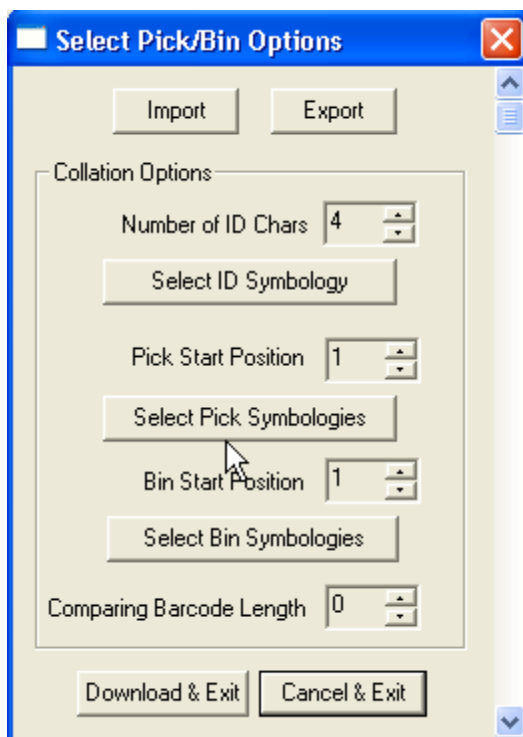 Select Pick/Bin Options
Import Export
Collation Options
Number of ID Chars 4
Select ID Symbology
Pick Start Position 1
Select Pick Symbologies
Bin Start Position 1
Select Bin Symbologies
Comparing Barcode Length 0
Download & Exit Cancel & Exit